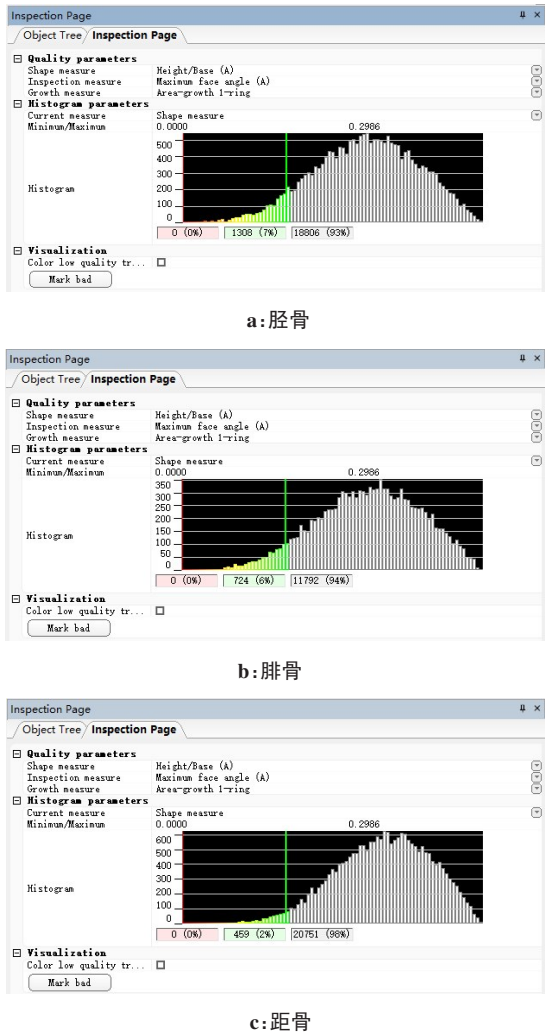 Inspection Page
Object Tree Inspection Page
Quality parameters
Shape measure Height/Base (A)
Inspection measure Maximum face angle (A)
Growth measure Area-growth 1-ring
Histogram parameters
Current measure Shape measure
Minimum/Maximum 0.0000 0.2986
500
400
300
Histogram
200
100
0
0 (0%) 1308 (7%) 18806 (93%)
Visualization
Color low quality tr...
Mark bad
a:胫骨
Inspection Page
Object Tree Inspection Page
Quality parameters
Shape measure Height/Base (A)
Inspection measure Maximum face angle (A)
Growth measure Area-growth 1-ring
Histogram parameters
Current measure Shape measure
Minimum/Maximum 0.0000 0.2986
350
300
250
200
150
Histogram
100
50
0
0 (0%) 724 (6%) 11792 (94%)
Visualization
Color low quality tr...
Mark bad
b:腓骨
Inspection Page
Object Tree Inspection Page
Quality parameters
Shape measure Height/Base (A)
Inspection measure Maximum face angle (A)
Growth measure Area-growth 1-ring
Histogram parameters
Current measure Shape measure
Minimum/Maximum 0.0000 0.2986
600
500
400
300
Histogram
200
100
0
0 (0%) 459 (2%) 20751 (98%)
Visualization
Color low quality tr...
Mark bad
c:距骨